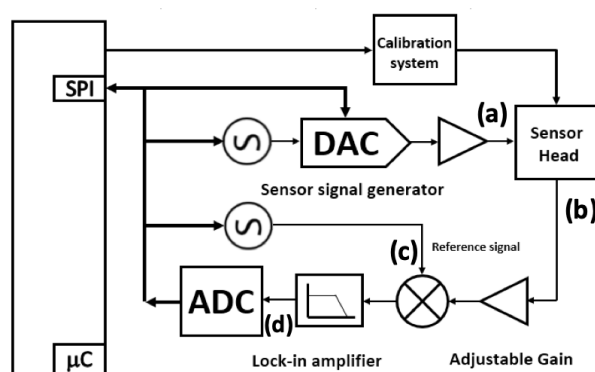 Calibration
system
SPI
(a)
DAC
Sensor
Head
Sensor signal generator
(b)
(c)
Reference signal
ADC
(d)
μC
Lock-in amplifier
Adjustable Gain